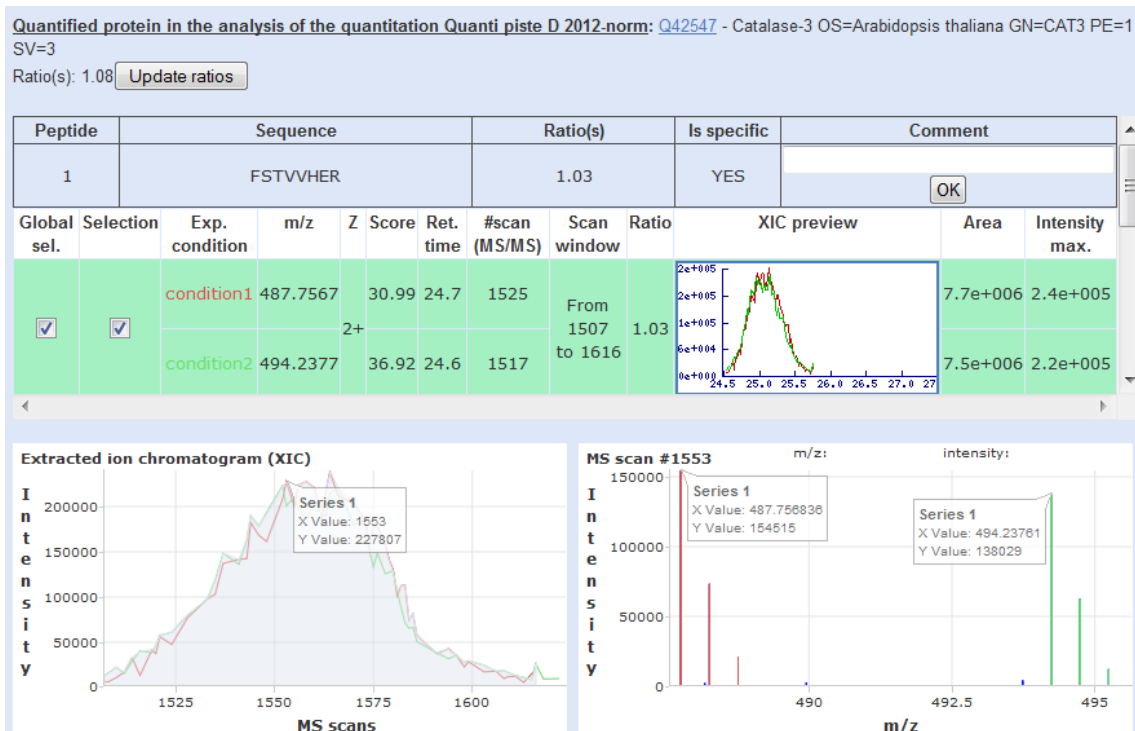 Quantified protein in the analysis of the quantitation Quanti piste D 2012-norm: Q42547 - Catalase-3 OS=Arabidopsis thaliana GN=CAT3 PE=1
SV=3
Ratio(s): 1.08 Update ratios
Peptide Sequence Ratio(s) Is specific Comment
1 FSTVVHER 1.03 YES
OK
Global sel. Selection Exp. condition m/z Z Score Ret. time #scan (MS/MS) Scan window Ratio XIC preview Area Intensity max.
condition1 487.7567 30.99 24.7 1525 7.7e+006 2.4e+005
2+ From 1507 to 1616 1.03
condition2 494.2377 36.92 24.6 1517 7.5e+006 2.2e+005
2e+005
2e+005
1e+005
6e+004
0e+000
24.5 25.0 25.5 26.0 26.5 27.0 27
Extracted ion chromatogram (XIC)
Intensity
200000
150000
100000
50000
0
Series 1
X Value: 1553
Y Value: 227807
1525 1550 1575 1600
MS scans
MS scan #1553 m/z: intensity:
Intensity
150000
100000
50000
0
Series 1
X Value: 487.756836
Y Value: 154515
Series 1
X Value: 494.23761
Y Value: 138029
490 492.5 495
m/z